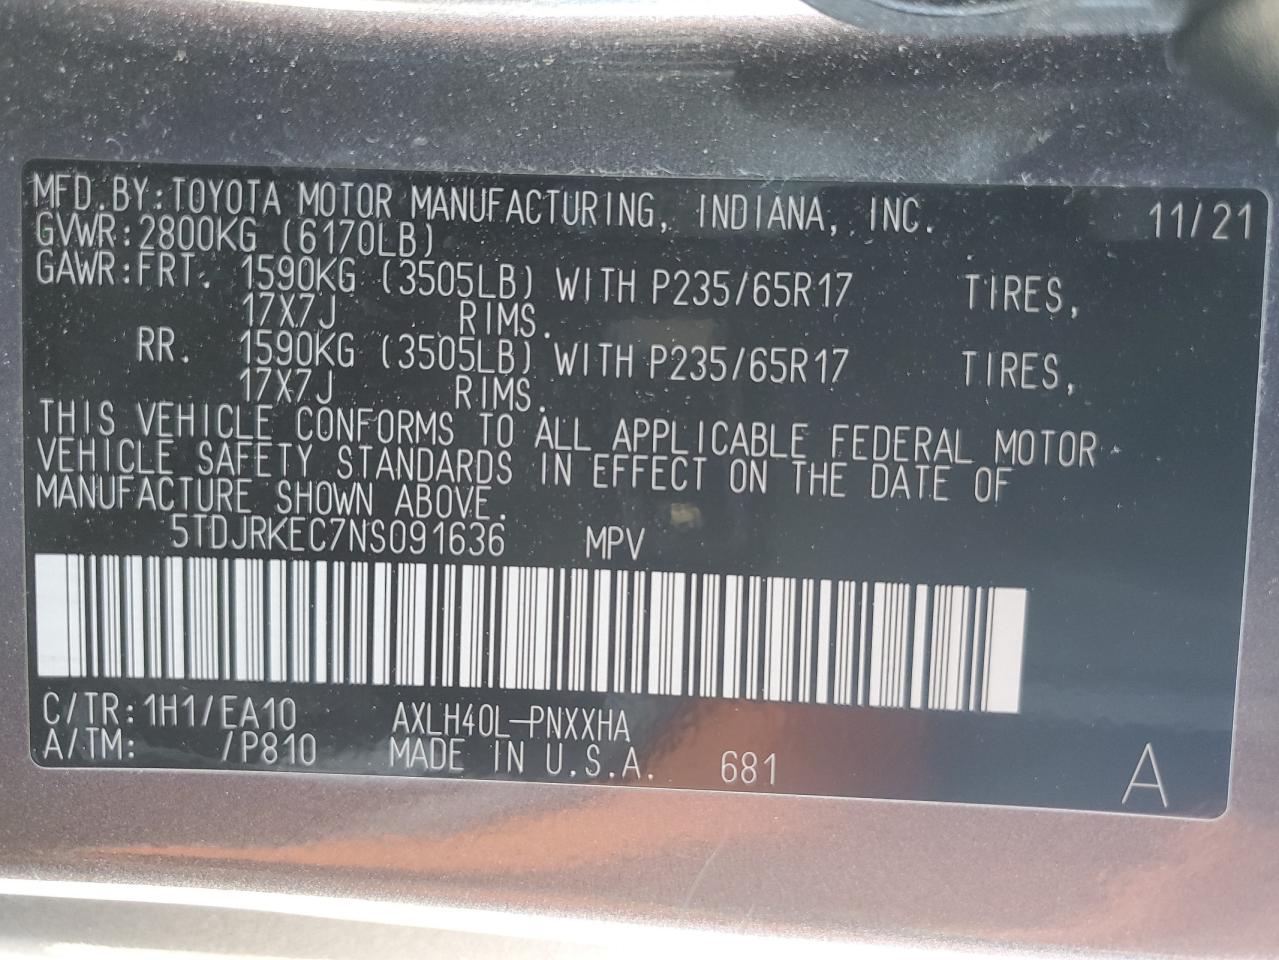 MFD.BY:TOYOTA MOTOR MANUFACTURING, INDIANA, INC. 11/21
GVWR:2800KG (6170LB)
GAWR:FRT. 1590KG (3505LB) WITH P235/65R17 TIRES,
17X7J RIMS.
RR. 1590KG (3505LB) WITH P235/65R17 TIRES,
17X7J RIMS.
THIS VEHICLE CONFORMS TO ALL APPLICABLE FEDERAL MOTOR
VEHICLE SAFETY STANDARDS IN EFFECT ON THE DATE OF
MANUFACTURE SHOWN ABOVE.
5TDJRKEC7NS091636 MPV
C/TR:1H1/EA10 AXLH40L-PNXXHA
A/TM: /P810 MADE IN U.S.A. 681 A